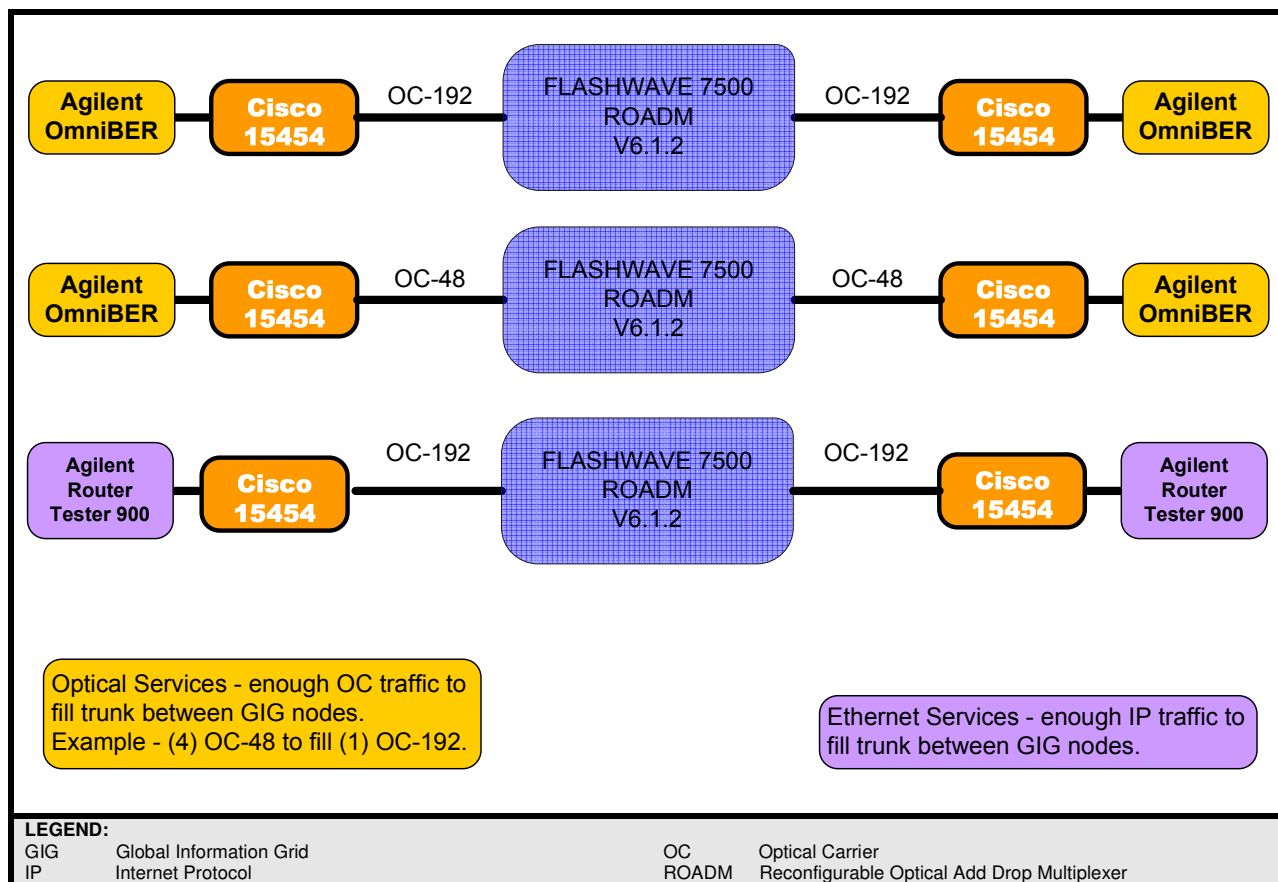 Agilent
OmniBER
Cisco
15454
OC-192
FLASHWAVE 7500
ROADM
V6.1.2
OC-192
Cisco
15454
Agilent
OmniBER
Agilent
OmniBER
Cisco
15454
OC-48
FLASHWAVE 7500
ROADM
V6.1.2
OC-48
Cisco
15454
Agilent
OmniBER
Agilent
Router
Tester 900
Cisco
15454
OC-192
FLASHWAVE 7500
ROADM
V6.1.2
OC-192
Cisco
15454
Agilent
Router
Tester 900
Optical Services - enough OC traffic to
fill trunk between GIG nodes.
Example - (4) OC-48 to fill (1) OC-192.
Ethernet Services - enough IP traffic to
fill trunk between GIG nodes.
LEGEND:
GIG Global Information Grid
IP Internet Protocol
OC Optical Carrier
ROADM Reconfigurable Optical Add Drop Multiplexer